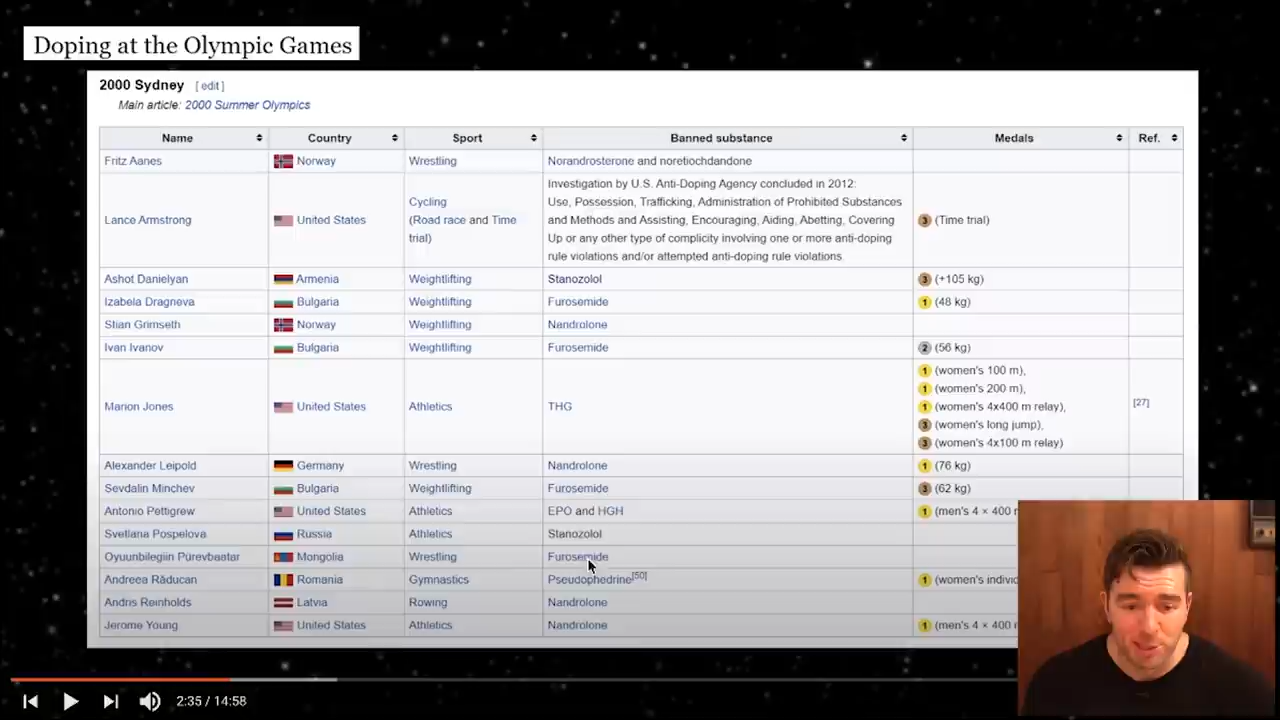 Doping at the Olympic Games
2000 Sydney [ edit ]
Main article: 2000 Summer Olympics
Name Country Sport Banned substance Medals Ref.
Fritz Aanes Norway Wrestling Norandrosterone and noretiochdandone
Investigation by U.S. Anti-Doping Agency concluded in 2012:
Cycling Use, Possession, Trafficking, Administration of Prohibited Substances
Lance Armstrong United States (Road race and Time and Methods and Assisting, Encouraging, Aiding, Abetting, Covering 3 (Time trial)
trial) Up or any other type of complicity involving one or more anti-doping
rule violations and/or attempted anti-doping rule violations
Ashot Danielyan Armenia Weightlifting Stanozolol 3 (+105 kg)
Izabela Dragneva Bulgaria Weightlifting Furosemide 1 (48 kg)
Stian Grimseth Norway Weightlifting Nandrolone
Ivan Ivanov Bulgaria Weightlifting Furosemide 2 (56 kg)
1 (women's 100 m),
1 (women's 200 m),
Marion Jones United States Athletics THG 1 (women's 4x400 m relay), [27]
3 (women's long jump),
3 (women's 4x100 m relay)
Alexander Leipold Germany Wrestling Nandrolone 1 (76 kg)
Sevdalin Minchev Bulgaria Weightlifting Furosemide 3 (62 kg)
Antonio Pettigrew United States Athletics EPO and HGH 1 (men's 4 × 400
Svetlana Pospelova Russia Athletics Stanozolol
Oyuunbilegiin Pürevbaatar Mongolia Wrestling Furosemide
Andreea Răducan Romania Gymnastics Pseudophedrine[50] 1 (women's individ
Andris Reinholds Latvia Rowing Nandrolone
Jerome Young United States Athletics Nandrolone 1 (men's 4 × 400
2:35 / 14:58